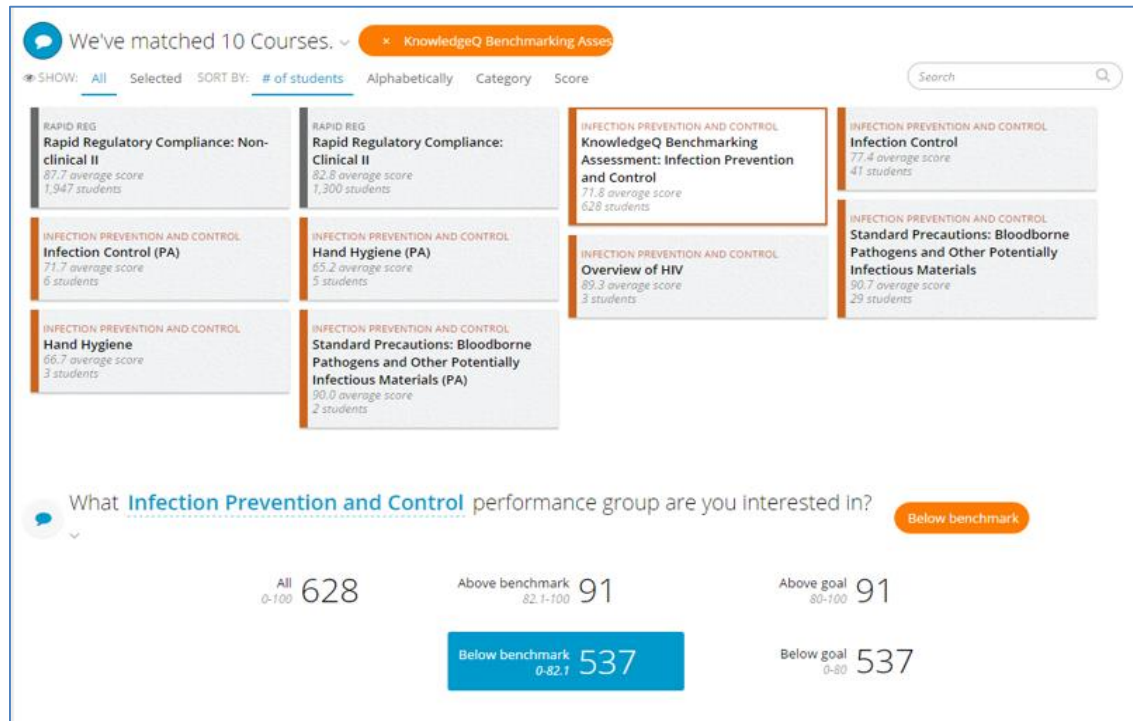 We've matched 10 Courses.
× KnowledgeQ Benchmarking Asses
SHOW: All Selected SORT BY: # of students Alphabetically Category Score
Search
RAPID REG
Rapid Regulatory Compliance: Non-
clinical II
87.7 average score
1,947 students
RAPID REG
Rapid Regulatory Compliance:
Clinical II
82.8 average score
1,300 students
INFECTION PREVENTION AND CONTROL
KnowledgeQ Benchmarking
Assessment: Infection Prevention
and Control
71.8 average score
628 students
INFECTION PREVENTION AND CONTROL
Infection Control
77.4 average score
41 students
INFECTION PREVENTION AND CONTROL
Infection Control (PA)
71.7 average score
6 students
INFECTION PREVENTION AND CONTROL
Hand Hygiene (PA)
65.2 average score
5 students
INFECTION PREVENTION AND CONTROL
Overview of HIV
89.3 average score
3 students
INFECTION PREVENTION AND CONTROL
Standard Precautions: Bloodborne
Pathogens and Other Potentially
Infectious Materials
90.7 average score
29 students
INFECTION PREVENTION AND CONTROL
Hand Hygiene
66.7 average score
3 students
INFECTION PREVENTION AND CONTROL
Standard Precautions: Bloodborne
Pathogens and Other Potentially
Infectious Materials (PA)
90.0 average score
2 students
What Infection Prevention and Control performance group are you interested in?
Below benchmark
All
0-100
628
Above benchmark
82.1-100
91
Above goal
80-100
91
Below benchmark
0-82.1
537
Below goal
0-80
537